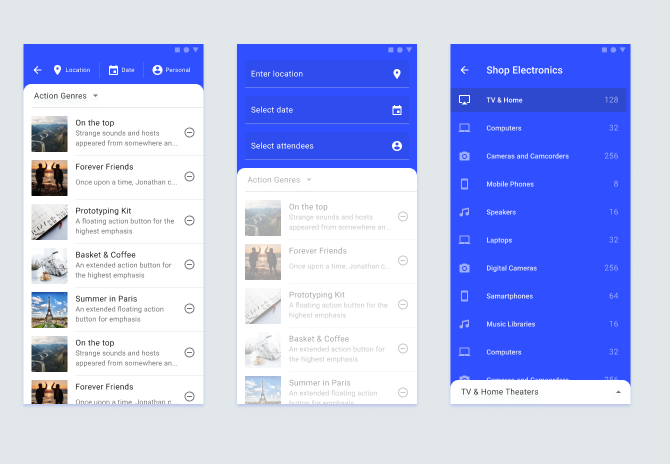 Location
Date
Personal
Action Genres
On the top
Strange sounds and hosts
appeared from somewhere an...
Forever Friends
Once upon a time, Jonathan c...
Prototyping Kit
A floating action button for the
highest emphasis
Basket & Coffee
An extended action button for
the highest emphasis
Summer in Paris
An extended floating action
button for emphasis
On the top
Strange sounds and hosts
appeared from somewhere an...
Forever Friends
Once upon a time, Jonathan c...
Enter location
Select date
Select attendees
Action Genres
On the top
Strange sounds and hosts
appeared from somewhere an...
Forever Friends
Once upon a time, Jonathan c...
Prototyping Kit
A floating action button for the
highest emphasis
Basket & Coffee
An extended action button for
the highest emphasis
Summer in Paris
An extended floating action
button for emphasis
Shop Electronics
TV & Home 128
Computers 32
Cameras and Camcorders 256
Mobile Phones 8
Speakers 16
Laptops 32
Digital Cameras 256
Samartphones 64
Music Libraries 16
Computers 32
Cameras and Camcorders 256
TV & Home Theaters